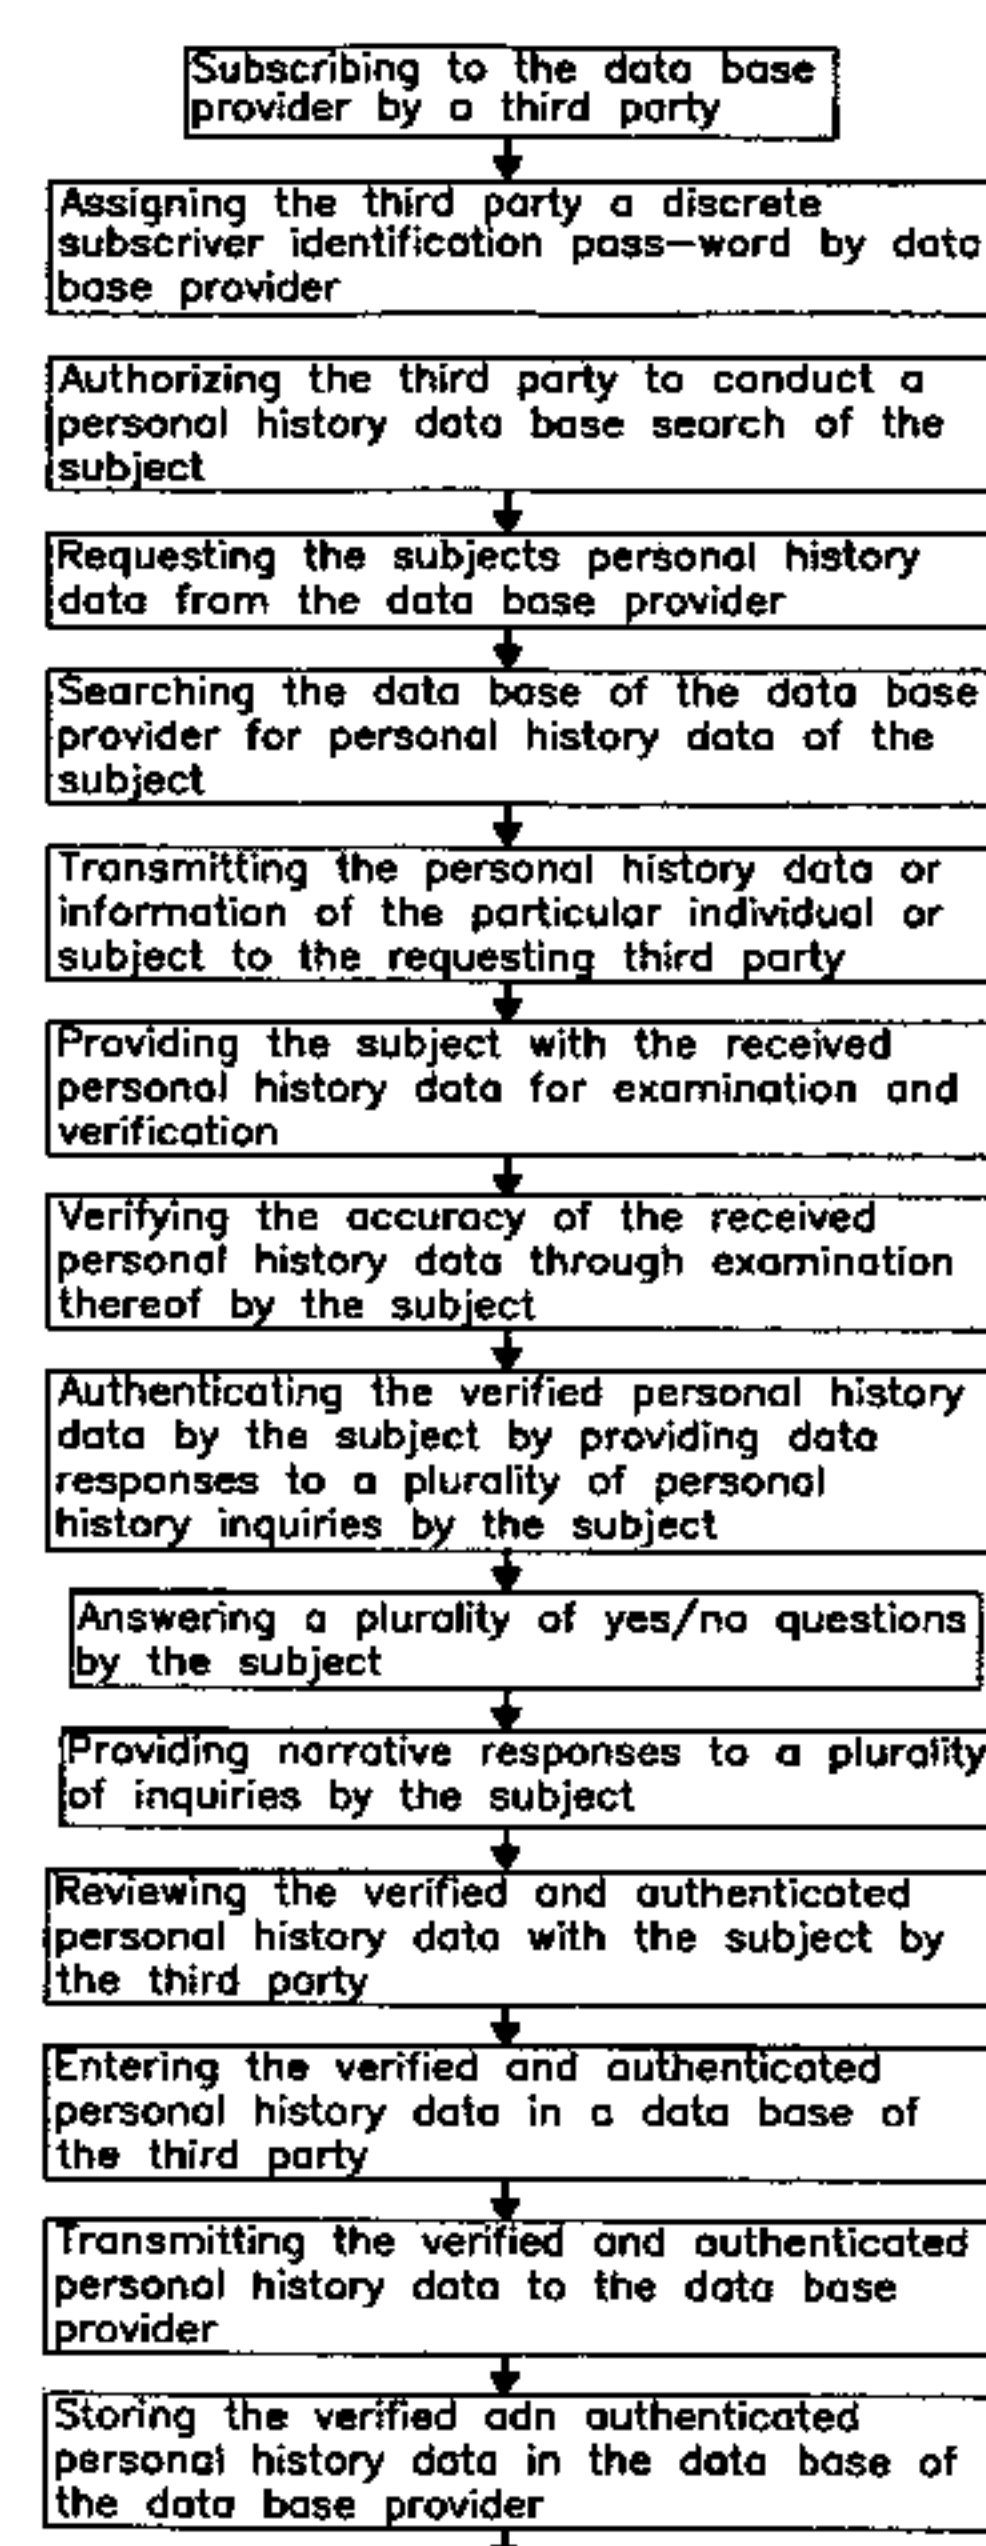 Subscribing to the data base
provider by a third party
Assigning the third party a discrete
subscriver identification pass-word by data
base provider
Authorizing the third party to conduct a
personal history data base search of the
subject
Requesting the subjects personal history
data from the data base provider
Searching the data base of the data base
provider for personal history data of the
subject
Transmitting the personal history data or
information of the particular individual or
subject to the requesting third party
Providing the subject with the received
personal history data for examination and
verification
Verifying the accuracy of the received
personal history data through examination
thereof by the subject
Authenticating the verified personal history
data by the subject by providing data
responses to a plurality of personal
history inquiries by the subject
Answering a plurality of yes/no questions
by the subject
Providing narrative responses to a plurality
of inquiries by the subject
Reviewing the verified and authenticated
personal history data with the subject by
the third party
Entering the verified and authenticated
personal history data in a data base of
the third party
Transmitting the verified and authenticated
personal history data to the data base
provider
Storing the verified adn authenticated
personal history data in the data base of
the data base provider